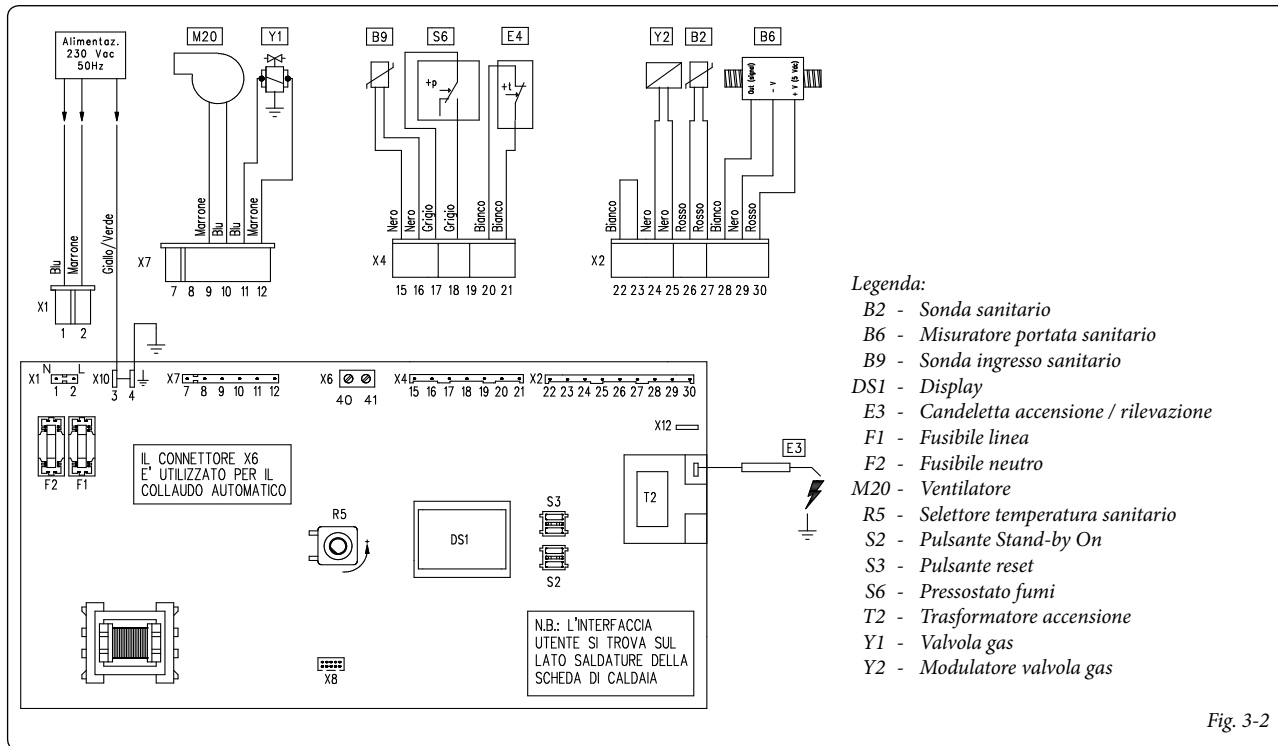 Alimentaz.
230 Vac
50Hz
M20
Y1
B9
S6
E4
Y2
B2
B6
+p
+t
Out (signal)
- V
+ V (5 Vdc)
Blu
Marrone
Giallo/Verde
Marrone
Blu
Blu
Marrone
Nero
Nero
Grigio
Grigio
Bianco
Bianco
Bianco
Nero
Nero
Rosso
Rosso
Bianco
Nero
Rosso
X7
7 8 9 10 11 12
X4
15 16 17 18 19 20 21
X2
22 23 24 25 26 27 28 29 30
X1
1 2
X1 N L
1 2
X10
3 4
X7
7 8 9 10 11 12
X6
40 41
X4
15 16 17 18 19 20 21
X2
22 23 24 25 26 27 28 29 30
X12
F2 F1
IL CONNETTORE X6
E' UTILIZZATO PER IL
COLLAUDO AUTOMATICO
R5
+
DS1
S3
S2
T2
E3
X8
N.B.: L'INTERFACCIA
UTENTE SI TROVA SUL
LATO SALDATURE DELLA
SCHEDA DI CALDAIA
Legenda:
B2 - Sonda sanitario
B6 - Misuratore portata sanitario
B9 - Sonda ingresso sanitario
DS1 - Display
E3 - Candeletta accensione / rilevazione
F1 - Fusibile linea
F2 - Fusibile neutro
M20 - Ventilatore
R5 - Selettore temperatura sanitario
S2 - Pulsante Stand-by On
S3 - Pulsante reset
S6 - Pressostato fumi
T2 - Trasformatore accensione
Y1 - Valvola gas
Y2 - Modulatore valvola gas
Fig. 3-2